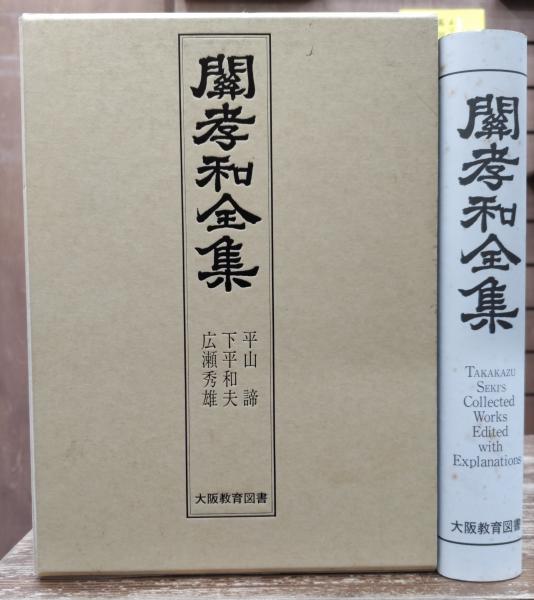 關孝和全集
平山 諦
下平和夫
広瀬秀雄
大阪教育図書
關孝和全集
TAKAKAZU
SEKI'S
Collected
Works
Edited
with
Explanations
大阪教育図書